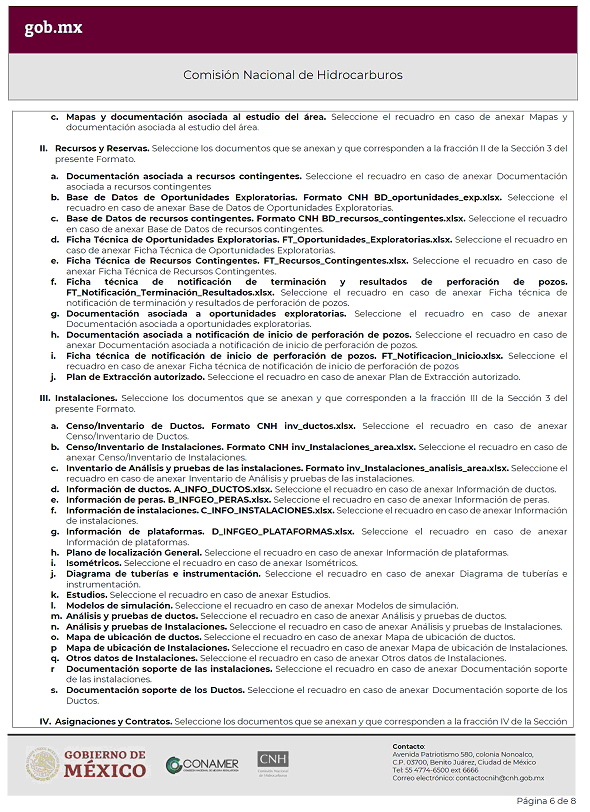 gob.mx
Comisión Nacional de Hidrocarburos
c. Mapas y documentación asociada al estudio del área. Seleccione el recuadro en caso de anexar Mapas y
documentación asociada al estudio del área.
II. Recursos y Reservas. Seleccione los documentos que se anexan y que corresponden a la fracción II de la Sección 3 del
presente Formato.
a. Documentación asociada a recursos contingentes. Seleccione el recuadro en caso de anexar Documentación
asociada a recursos contingentes
b. Base de Datos de Oportunidades Exploratorias. Formato CNH BD_oportunidades_exp.xlsx. Seleccione el
recuadro en caso de anexar Base de Datos de Oportunidades Exploratorias.
c. Base de Datos de recursos contingentes. Formato CNH BD_recursos_contingentes.xlsx. Seleccione el recuadro
en caso de anexar Base de Datos de recursos contingentes.
d. Ficha Técnica de Oportunidades Exploratorias. FT_Oportunidades_Exploratorias.xlsx. Seleccione el recuadro en
caso de anexar Ficha Técnica de Oportunidades Exploratorias.
e. Ficha Técnica de Recursos Contingentes. FT_Recursos_Contingentes.xlsx. Seleccione el recuadro en caso de
anexar Ficha Técnica de Recursos Contingentes.
f. Ficha técnica de notificación de terminación y resultados de perforación de pozos.
FT_Notificación_Terminación_Resultados.xlsx. Seleccione el recuadro en caso de anexar Ficha técnica de
notificación de terminación y resultados de perforación de pozos.
g. Documentación asociada a oportunidades exploratorias. Seleccione el recuadro en caso de anexar
Documentación asociada a oportunidades exploratorias.
h. Documentación asociada a notificación de inicio de perforación de pozos. Seleccione el recuadro en caso de
anexar Documentación asociada a notificación de inicio de perforación de pozos.
i. Ficha técnica de notificación de inicio de perforación de pozos. FT_Notificacion_Inicio.xlsx. Seleccione el
recuadro en caso de anexar Ficha técnica de notificación de inicio de perforación de pozos
j. Plan de Extracción autorizado. Seleccione el recuadro en caso de anexar Plan de Extracción autorizado.
III. Instalaciones. Seleccione los documentos que se anexan y que corresponden a la fracción III de la Sección 3 del
presente Formato.
a. Censo/Inventario de Ductos. Formato CNH inv_ductos.xlsx. Seleccione el recuadro en caso de anexar
Censo/Inventario de Ductos.
b. Censo/Inventario de Instalaciones. Formato CNH inv_Instalaciones_area.xlsx. Seleccione el recuadro en caso de
anexar Censo/Inventario de Instalaciones.
c. Inventario de Análisis y pruebas de las instalaciones. Formato inv_Instalaciones_analisis_area.xlsx. Seleccione el
recuadro en caso de anexar Inventario de Análisis y pruebas de las instalaciones.
d. Información de ductos. A_INFO_DUCTOS.xlsx. Seleccione el recuadro en caso de anexar Información de ductos.
e. Información de peras. B_INFGEO_PERAS.xlsx. Seleccione el recuadro en caso de anexar Información de peras.
f. Información de instalaciones. C_INFO_INSTALACIONES.xlsx. Seleccione el recuadro en caso de anexar Información
de instalaciones.
g. Información de plataformas. D_INFGEO_PLATAFORMAS.xlsx. Seleccione el recuadro en caso de anexar
Información de plataformas.
h. Plano de localización General. Seleccione el recuadro en caso de anexar Información de plataformas.
i. Isométricos. Seleccione el recuadro en caso de anexar Isométricos.
j. Diagrama de tuberías e instrumentación. Seleccione el recuadro en caso de anexar Diagrama de tuberías e
instrumentación.
k. Estudios. Seleccione el recuadro en caso de anexar Estudios.
l. Modelos de simulación. Seleccione el recuadro en caso de anexar Modelos de simulación.
m. Análisis y pruebas de ductos. Seleccione el recuadro en caso de anexar Análisis y pruebas de ductos.
n. Análisis y pruebas de Instalaciones. Seleccione el recuadro en caso de anexar Análisis y pruebas de Instalaciones.
o. Mapa de ubicación de ductos. Seleccione el recuadro en caso de anexar Mapa de ubicación de ductos.
p Mapa de ubicación de Instalaciones. Seleccione el recuadro en caso de anexar Mapa de ubicación de Instalaciones.
q. Otros datos de Instalaciones. Seleccione el recuadro en caso de anexar Otros datos de Instalaciones.
r Documentación soporte de las instalaciones. Seleccione el recuadro en caso de anexar Documentación soporte
de las instalaciones.
s. Documentación soporte de los Ductos. Seleccione el recuadro en caso de anexar Documentación soporte de los
Ductos.
IV. Asignaciones y Contratos. Seleccione los documentos que se anexan y que corresponden a la fracción IV de la Sección
GOBIERNO DE
MÉXICO
CONAMER
COMISIÓN NACIONAL DE MEJORA REGULATORIA
CNH
Comisión Nacional
de Hidrocarburos
Contacto:
Avenida Patriotismo 580, colonia Nonoalco,
C.P. 03700, Benito Juárez, Ciudad de México
Tel: 55 4774-6500 ext 6666
Correo electrónico: contactocnih@cnh.gob.mx
Página 6 de 8